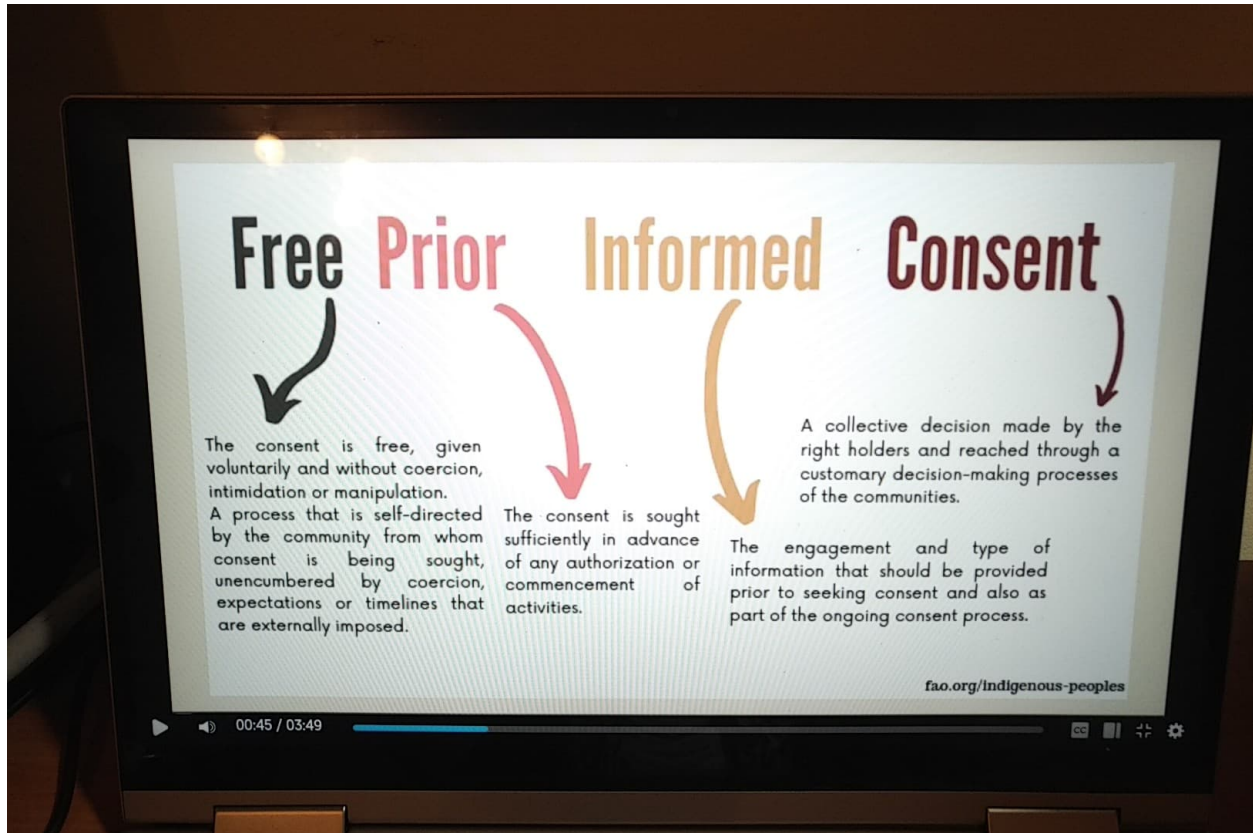 Free Prior Informed Consent
The consent is free, given
voluntarily and without coercion,
intimidation or manipulation.
A process that is self-directed
by the community from whom
consent is being sought,
unencumbered by coercion,
expectations or timelines that
are externally imposed.
The consent is sought
sufficiently in advance
of any authorization or
commencement of
activities.
The engagement and type of
information that should be provided
prior to seeking consent and also as
part of the ongoing consent process.
A collective decision made by the
right holders and reached through a
customary decision-making processes
of the communities.
fao.org/indigenous-peoples
00:45 / 03:49
CC